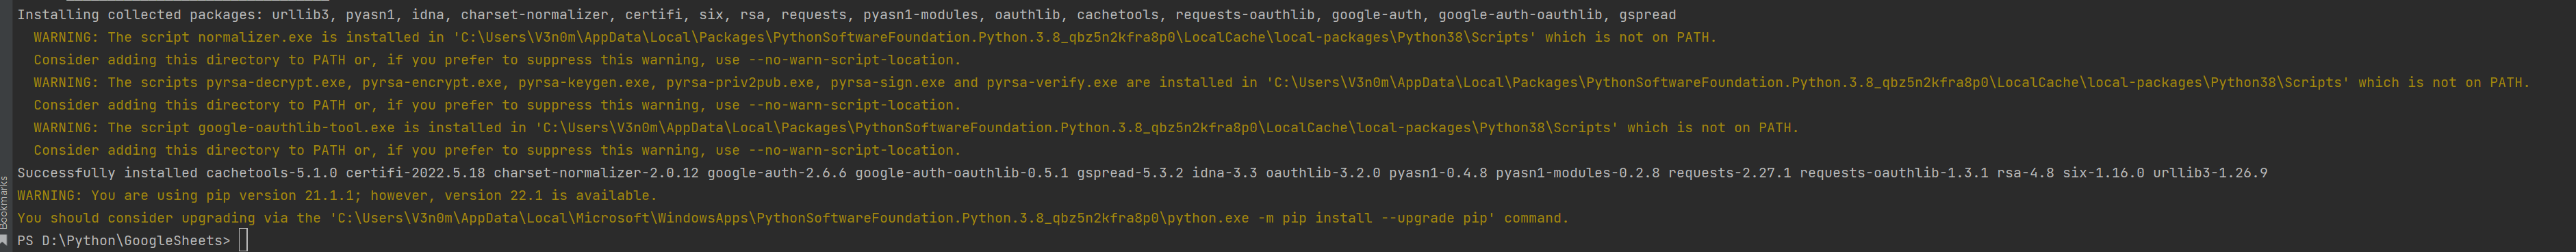 Installing collected packages: urllib3, pyasn1, idna, charset-normalizer, certifi, six, rsa, requests, pyasn1-modules, oauthlib, cachetools, requests-oauthlib, google-auth, google-auth-oauthlib, gspread
WARNING: The script normalizer.exe is installed in 'C:\Users\V3n0m\AppData\Local\Packages\PythonSoftwareFoundation.Python.3.8_qbz5n2kfra8p0\LocalCache\local-packages\Python38\Scripts' which is not on PATH.
Consider adding this directory to PATH or, if you prefer to suppress this warning, use --no-warn-script-location.
WARNING: The scripts pyrsa-decrypt.exe, pyrsa-encrypt.exe, pyrsa-keygen.exe, pyrsa-priv2pub.exe, pyrsa-sign.exe and pyrsa-verify.exe are installed in 'C:\Users\V3n0m\AppData\Local\Packages\PythonSoftwareFoundation.Python.3.8_qbz5n2kfra8p0\LocalCache\local-packages\Python38\Scripts' which is not on PATH.
Consider adding this directory to PATH or, if you prefer to suppress this warning, use --no-warn-script-location.
WARNING: The script google-oauthlib-tool.exe is installed in 'C:\Users\V3n0m\AppData\Local\Packages\PythonSoftwareFoundation.Python.3.8_qbz5n2kfra8p0\LocalCache\local-packages\Python38\Scripts' which is not on PATH.
Consider adding this directory to PATH or, if you prefer to suppress this warning, use --no-warn-script-location.
Successfully installed cachetools-5.1.0 certifi-2022.5.18 charset-normalizer-2.0.12 google-auth-2.6.6 google-auth-oauthlib-0.5.1 gspread-5.3.2 idna-3.3 oauthlib-3.2.0 pyasn1-0.4.8 pyasn1-modules-0.2.8 requests-2.27.1 requests-oauthlib-1.3.1 rsa-4.8 six-1.16.0 urllib3-1.26.9
WARNING: You are using pip version 21.1.1; however, version 22.1 is available.
You should consider upgrading via the 'C:\Users\V3n0m\AppData\Local\Microsoft\WindowsApps\PythonSoftwareFoundation.Python.3.8_qbz5n2kfra8p0\python.exe -m pip install --upgrade pip' command.
PS D:\Python\GoogleSheets>
Bookmarks